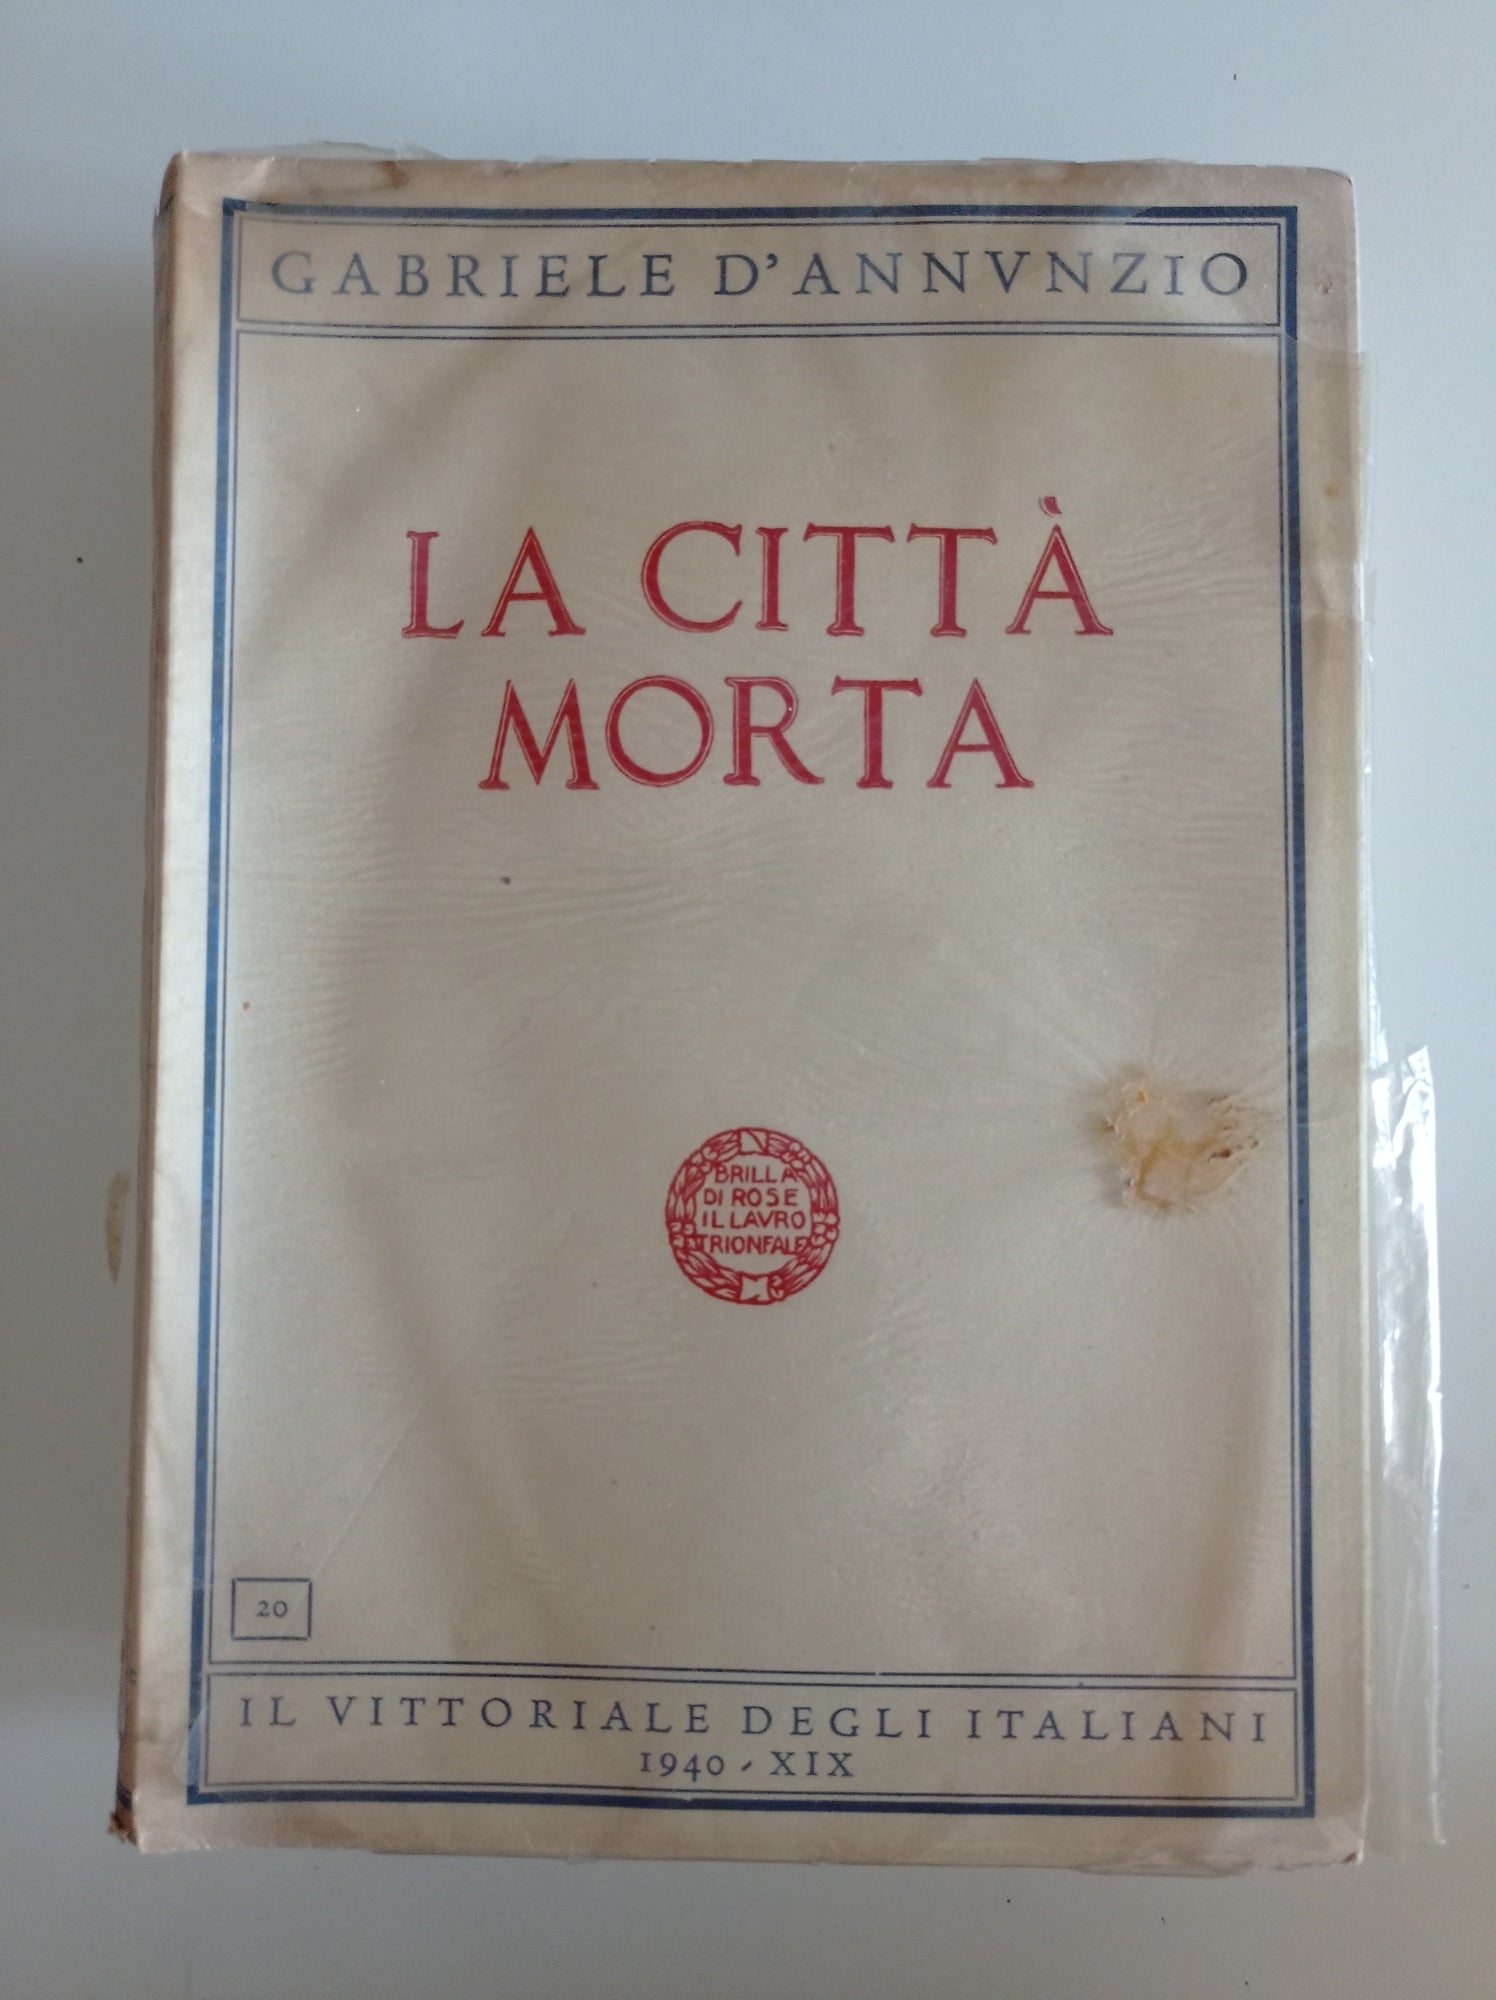 GABRIELE D'ANNVNZIO
LA CITTÀ
MORTA
BRILLA
DI ROSE
IL LAVRO
TRIONFALE
20
IL VITTORIALE DEGLI ITALIANI
1940 - XIX